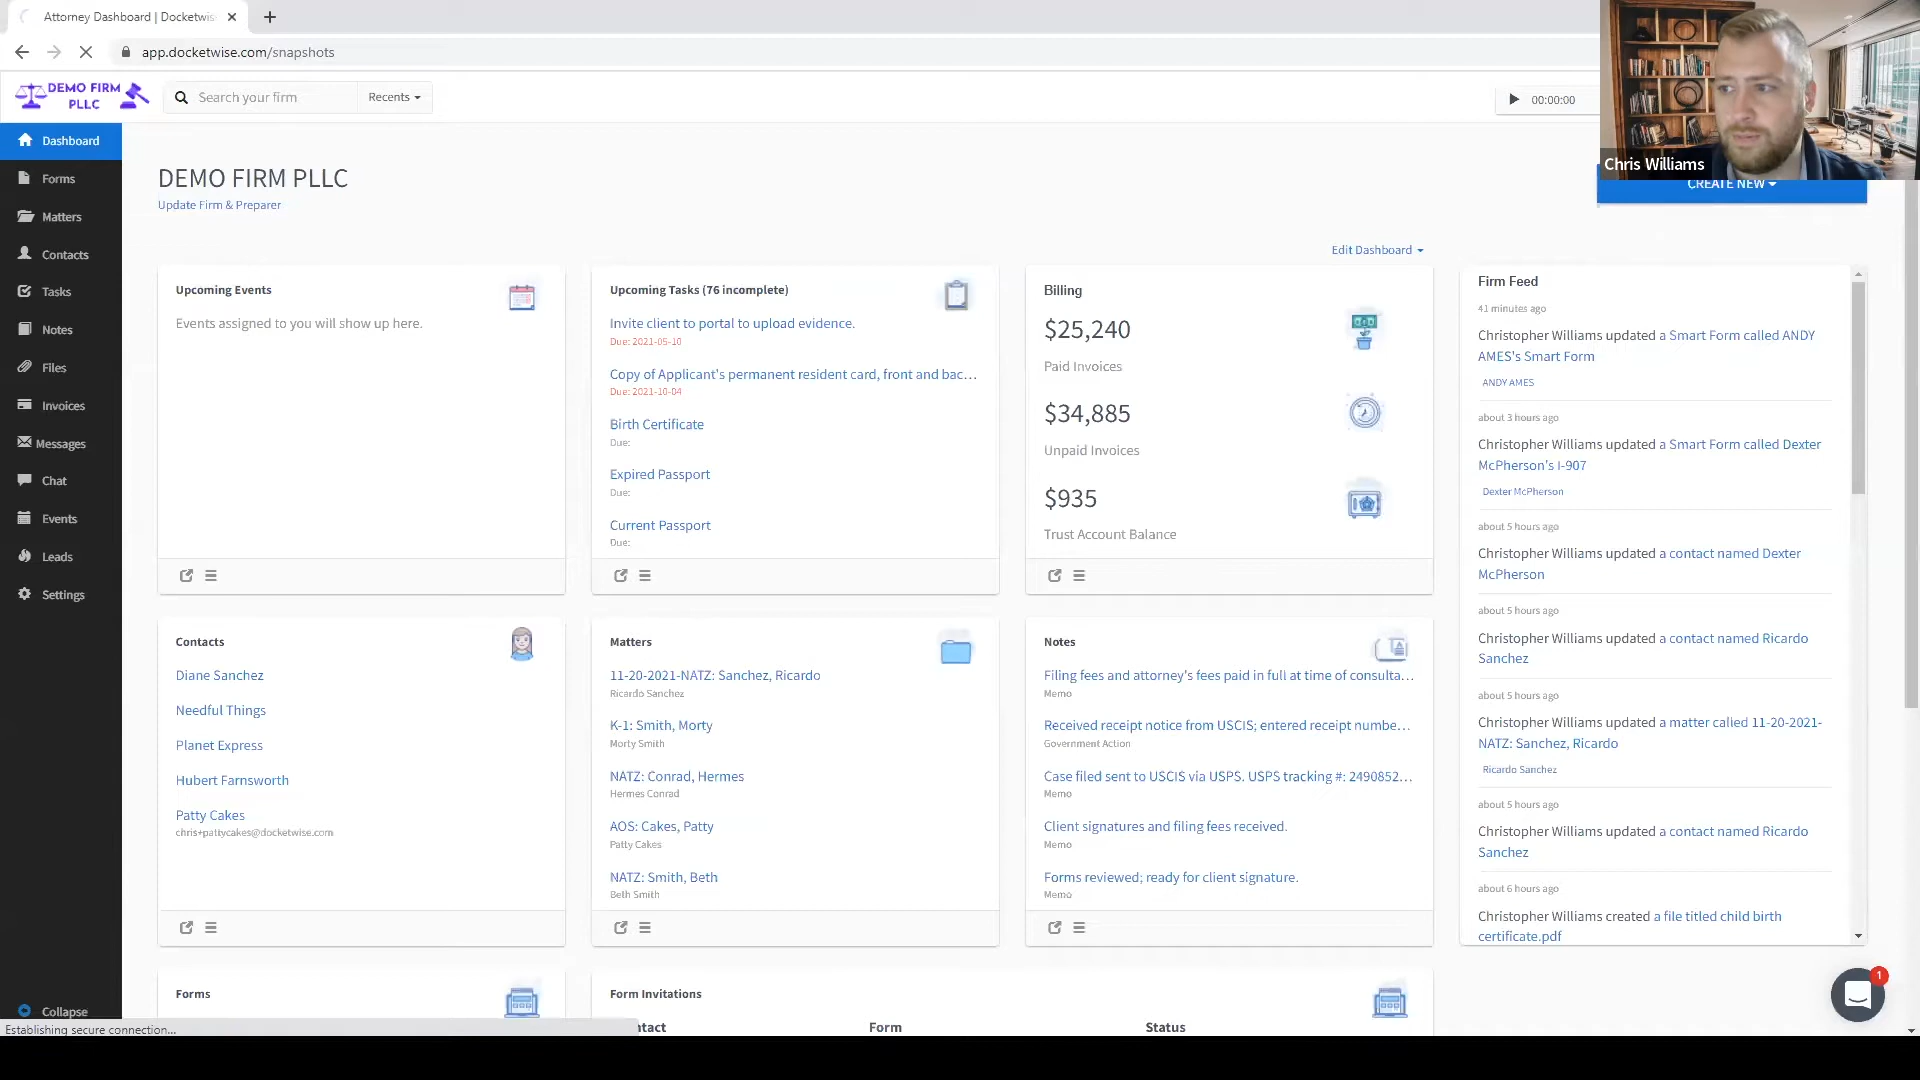 Attorney Dashboard | Docketwis
app.docketwise.com/snapshots
DEMO FIRM
PLLC
Search your firm
Recents
00:00:00
Chris Williams
Dashboard
Forms
Matters
Contacts
Tasks
Notes
Files
Invoices
Messages
Chat
Events
Leads
Settings
Collapse
Establishing secure connection...
DEMO FIRM PLLC
Update Firm & Preparer
CREATE NEW
Edit Dashboard
Upcoming Events
Events assigned to you will show up here.
Upcoming Tasks (76 incomplete)
Invite client to portal to upload evidence.
Due: 2021-05-10
Copy of Applicant's permanent resident card, front and bac...
Due: 2021-10-04
Birth Certificate
Due:
Expired Passport
Due:
Current Passport
Due:
Billing
$25,240
Paid Invoices
$34,885
Unpaid Invoices
$935
Trust Account Balance
Firm Feed
41 minutes ago
Christopher Williams updated a Smart Form called ANDY
AMES's Smart Form
ANDY AMES
about 3 hours ago
Christopher Williams updated a Smart Form called Dexter
McPherson's I-907
Dexter McPherson
about 5 hours ago
Christopher Williams updated a contact named Dexter
McPherson
about 5 hours ago
Christopher Williams updated a contact named Ricardo
Sanchez
about 5 hours ago
Christopher Williams updated a matter called 11-20-2021-
NATZ: Sanchez, Ricardo
Ricardo Sanchez
about 5 hours ago
Christopher Williams updated a contact named Ricardo
Sanchez
about 6 hours ago
Christopher Williams created a file titled child birth
certificate.pdf
Contacts
Diane Sanchez
Needful Things
Planet Express
Hubert Farnsworth
Patty Cakes
chris+pattycakes@docketwise.com
Matters
11-20-2021-NATZ: Sanchez, Ricardo
Ricardo Sanchez
K-1: Smith, Morty
Morty Smith
NATZ: Conrad, Hermes
Hermes Conrad
AOS: Cakes, Patty
Patty Cakes
NATZ: Smith, Beth
Beth Smith
Notes
Filing fees and attorney's fees paid in full at time of consulta...
Memo
Received receipt notice from USCIS; entered receipt numbe...
Government Action
Case filed sent to USCIS via USPS. USPS tracking #: 2490852...
Memo
Client signatures and filing fees received.
Memo
Forms reviewed; ready for client signature.
Memo
Forms
Form Invitations
ntact
Form
Status
1